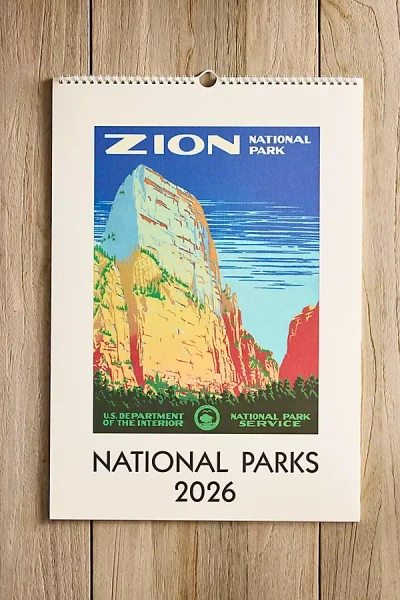 ZION NATIONAL
PARK
U.S. DEPARTMENT
OF THE INTERIOR
NATIONAL PARK
SERVICE
NATIONAL PARKS
2026